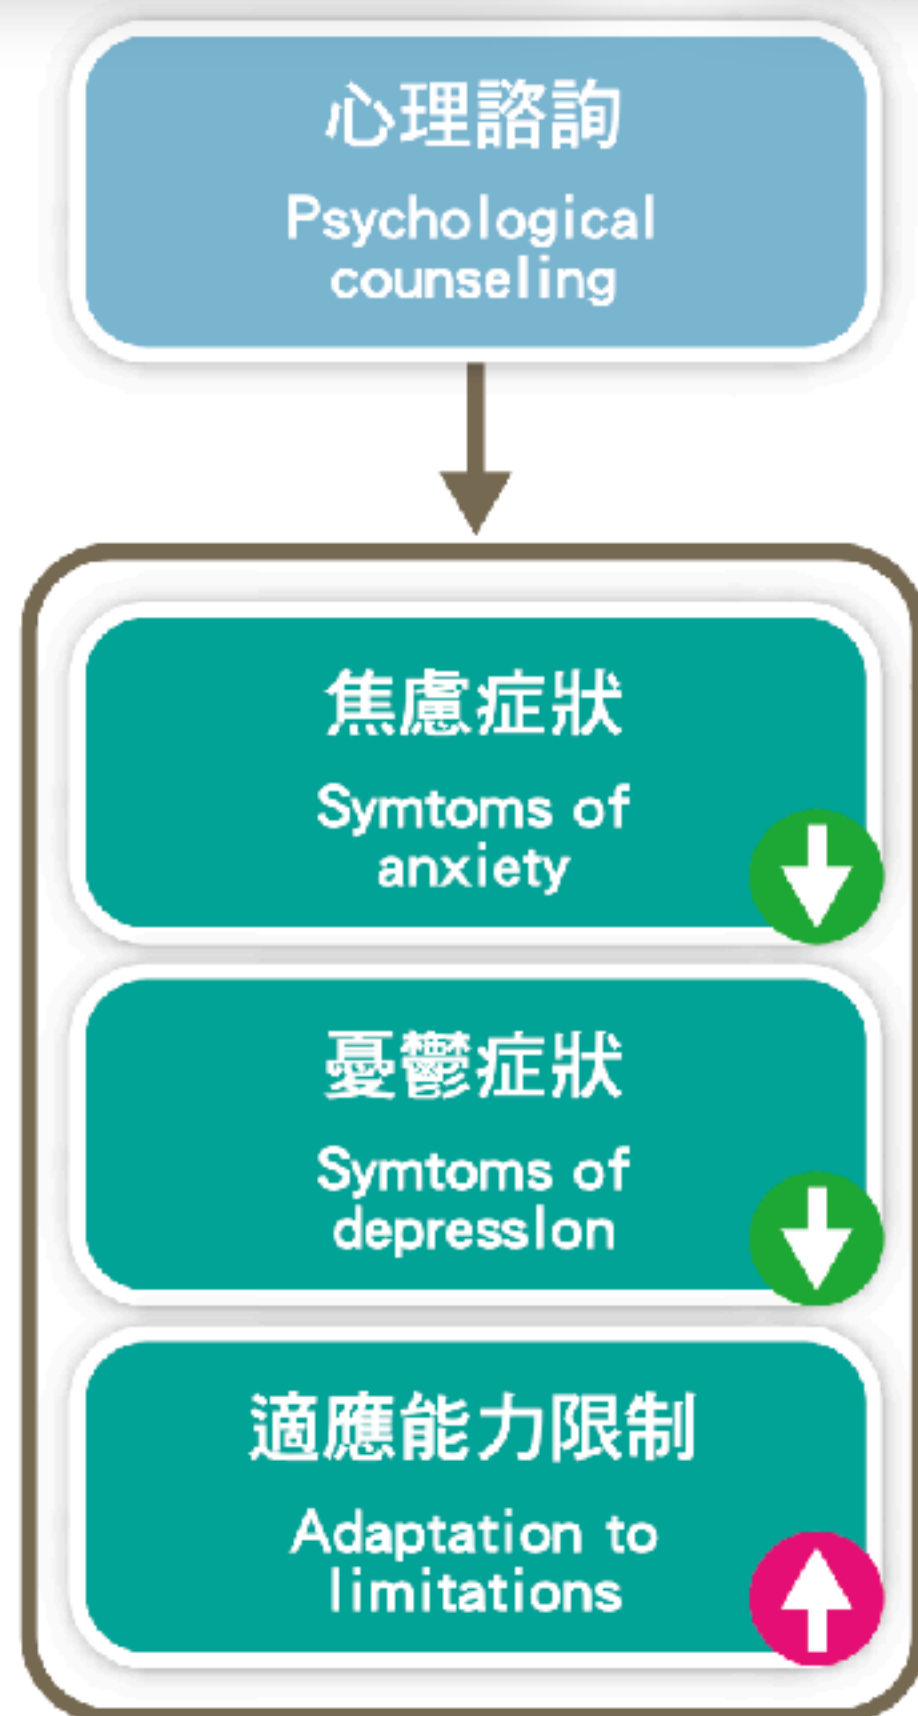 心理諮詢
Psychological
counseling
焦慮症狀
Symtoms of
anxiety
憂鬱症狀
Symtoms of
depresslon
適應能力限制
Adaptation to
limitations